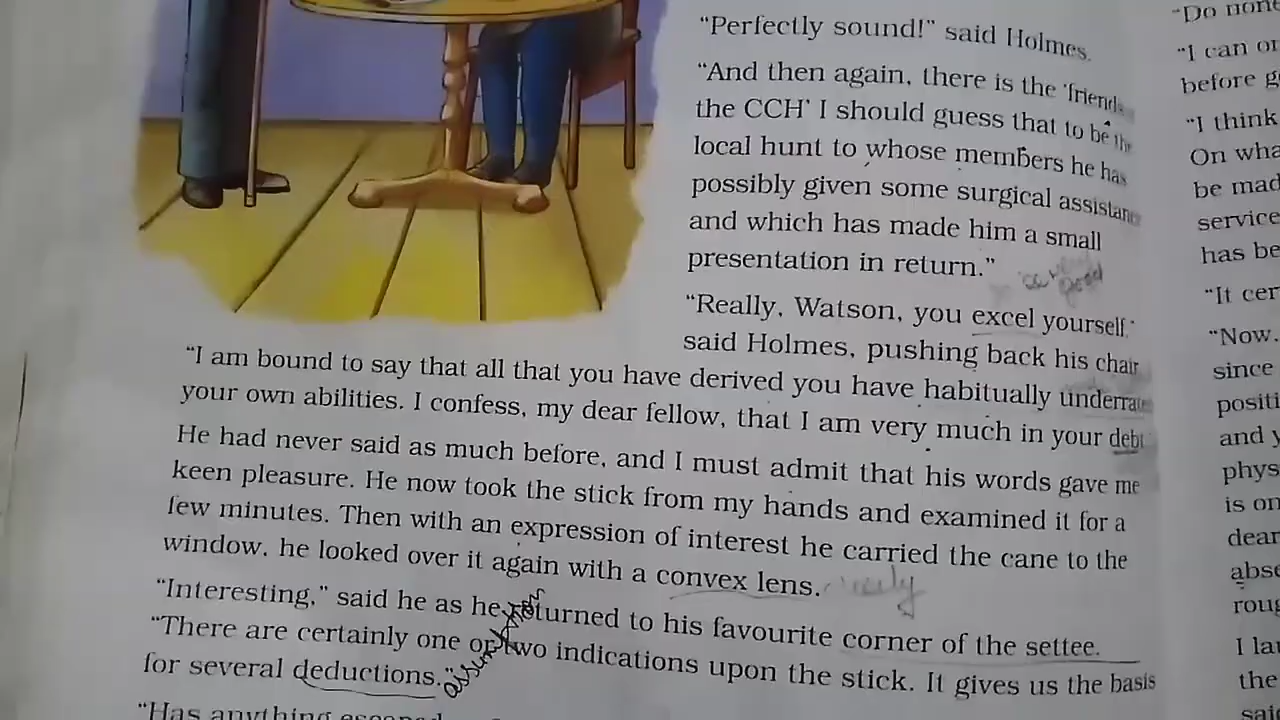 “Perfectly sound!” said Holmes.
“And then again, there is the ‘friends
the CCH’ I should guess that to be the
local hunt to whose members he has
possibly given some surgical assistance
and which has made him a small
presentation in return.”
“Really, Watson, you excel yourself.”
said Holmes, pushing back his chair
“I am bound to say that all that you have derived you have habitually underrated
your own abilities. I confess, my dear fellow, that I am very much in your debt
He had never said as much before, and I must admit that his words gave me
keen pleasure. He now took the stick from my hands and examined it for a
few minutes. Then with an expression of interest he carried the cane to the
window, he looked over it again with a convex lens.
“Interesting,” said he as he returned to his favourite corner of the settee.
“There are certainly one or two indications upon the stick. It gives us the basis
for several deductions.”
“Has anything escaped
“Do none
“I can
before
“I think
On
be mad
service
has be
“It cer
“Now.
since
positi
and y
phys
is on
dear
abse
roug
I la
the
said